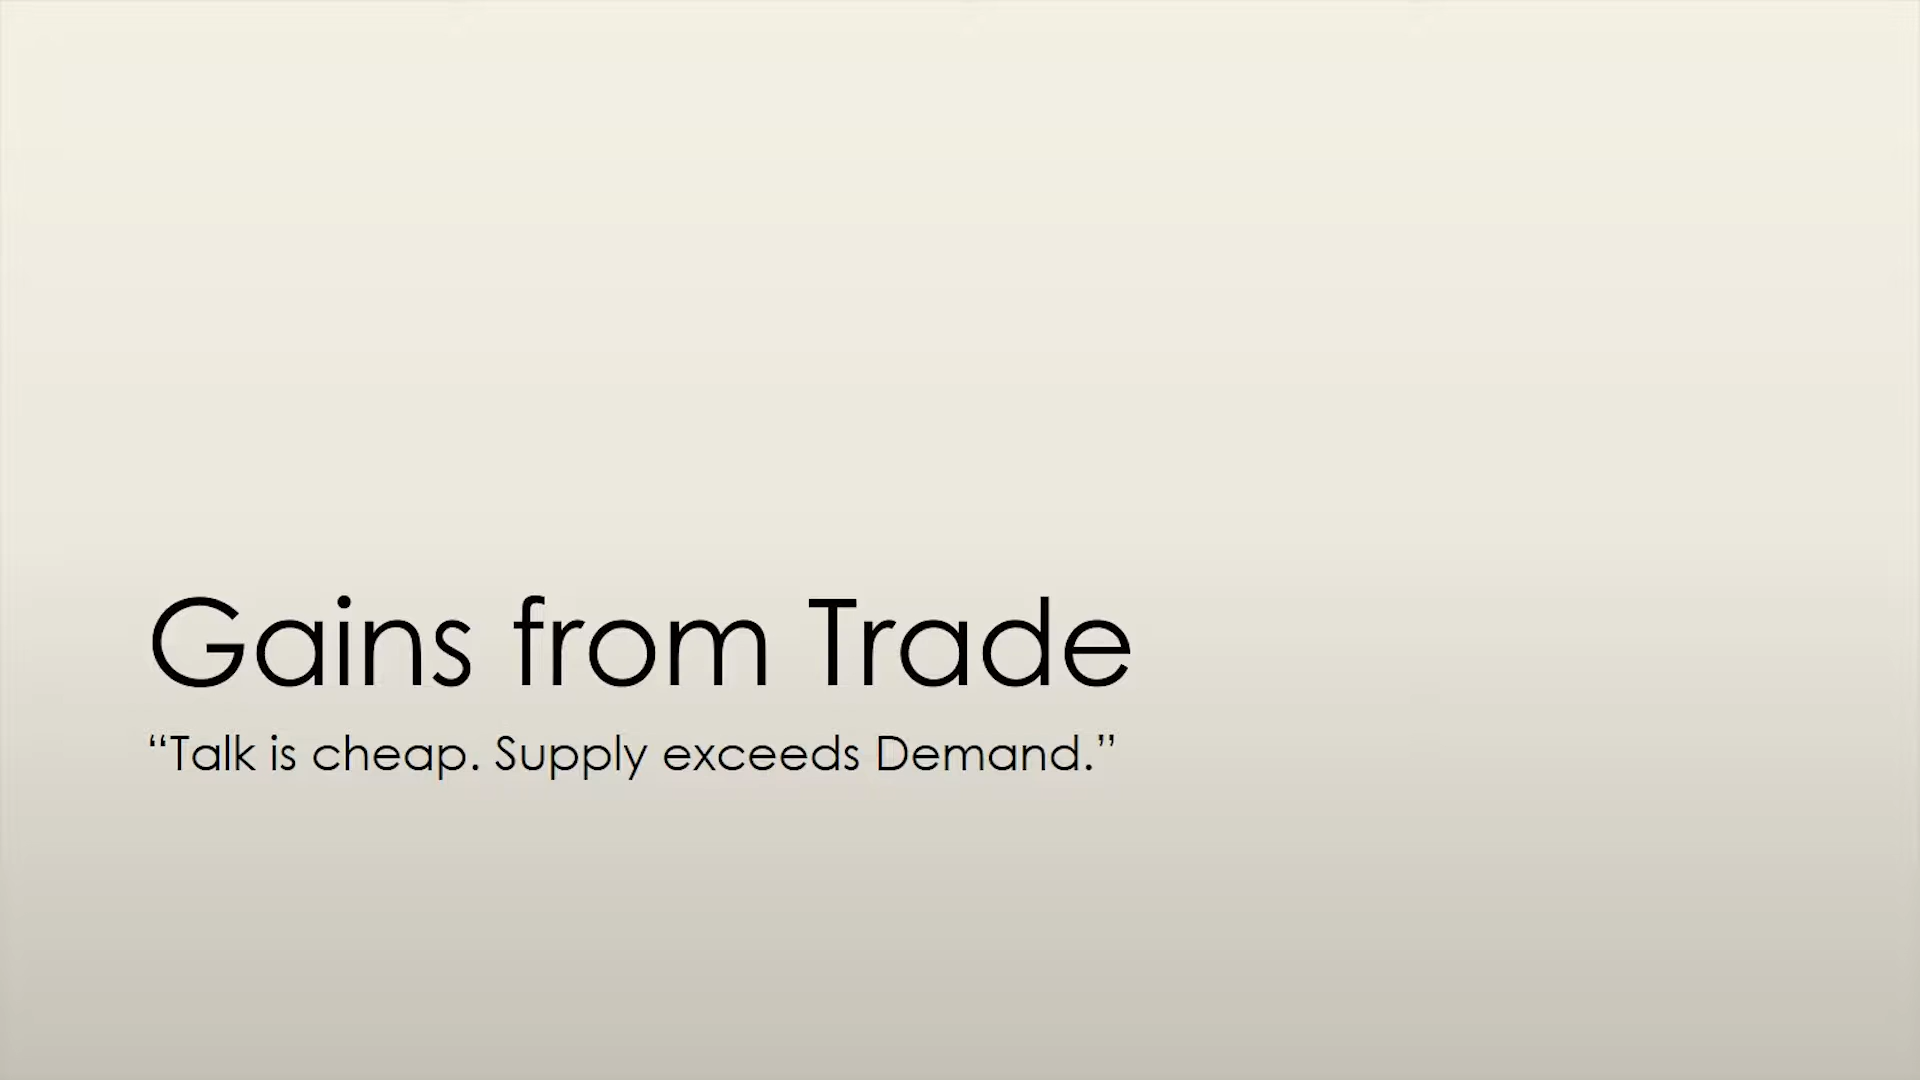 Gains from Trade
“Talk is cheap. Supply exceeds Demand.”